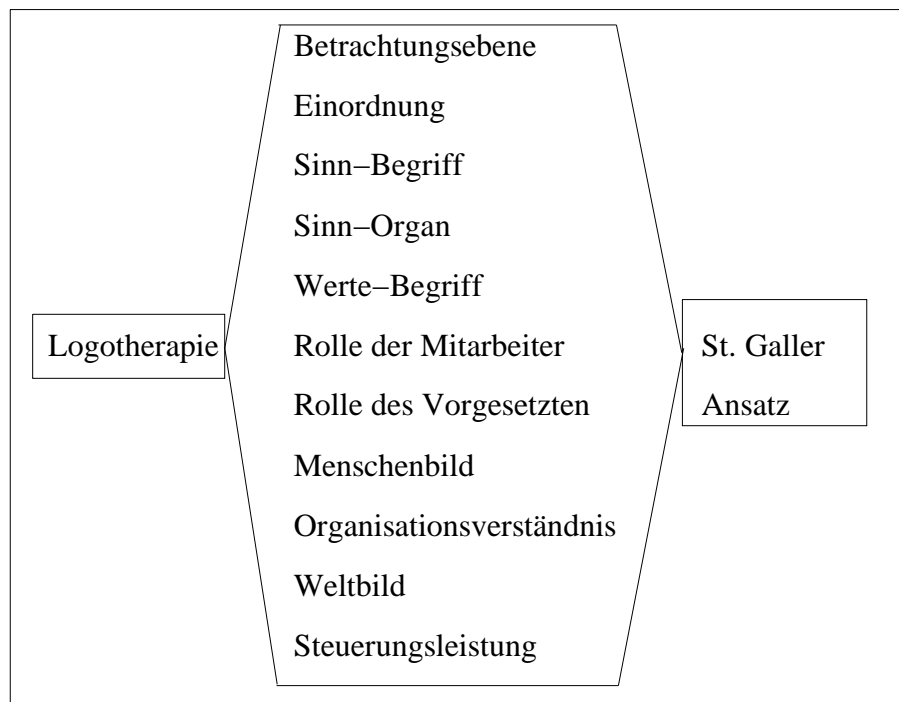 Betrachtungsebene
Einordnung
Sinn−Begriff
Sinn−Organ
Werte−Begriff
Logotherapie
Rolle der Mitarbeiter
St. Galler
Rolle des Vorgesetzten
Ansatz
Menschenbild
Organisationsverständnis
Weltbild
Steuerungsleistung